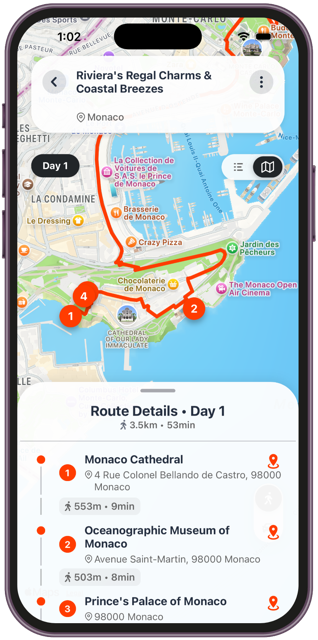 1:02
MONTE-CARLO
Riviera's Regal Charms &
Coastal Breezes
Monaco
Day 1
La Collection de
Voitures de
S.A.S. le Prince
de Monaco
LA CONDAMINE
Brasserie
de Monaco
Le Dressing
Crazy Pizza
Jardin des
Pêcheurs
Chocolaterie
de Monaco
The Monaco Open
Air Cinema
4
1
2
CATHEDRAL
OF OUR LADY
IMMACULATE
Route Details • Day 1
3.5km • 53min
Monaco Cathedral
1
4 Rue Colonel Bellando de Castro, 98000
Monaco
553m • 9min
Oceanographic Museum of
Monaco
2
Avenue Saint-Martin, 98000 Monaco
503m • 8min
3
Prince's Palace of Monaco
98000 Monaco